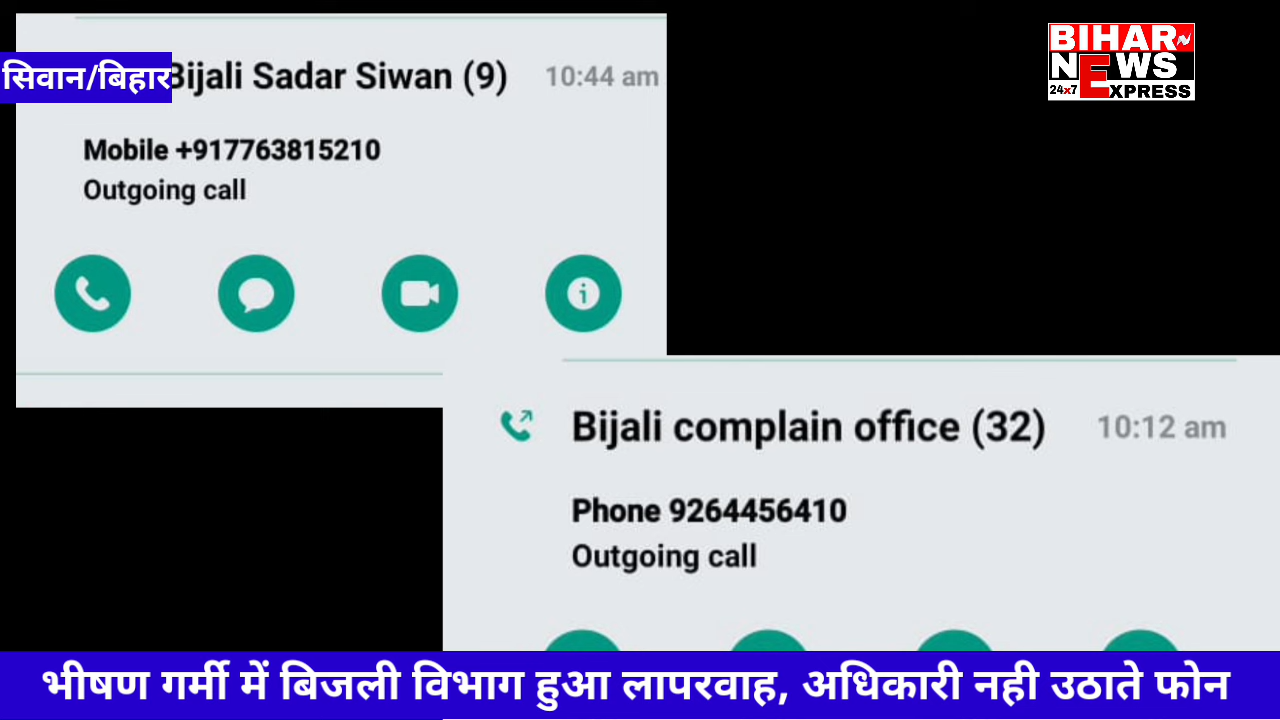 सिवान/बिहार
Bijali Sadar Siwan (9) 10:44 am
Mobile +917763815210
Outgoing call
BIHAR
NEWS
24x7 EXPRESS
Bijali complain office (32) 10:12 am
Phone 9264456410
Outgoing call
भीषण गर्मी में बिजली विभाग हुआ लापरवाह, अधिकारी नही उठाते फोन